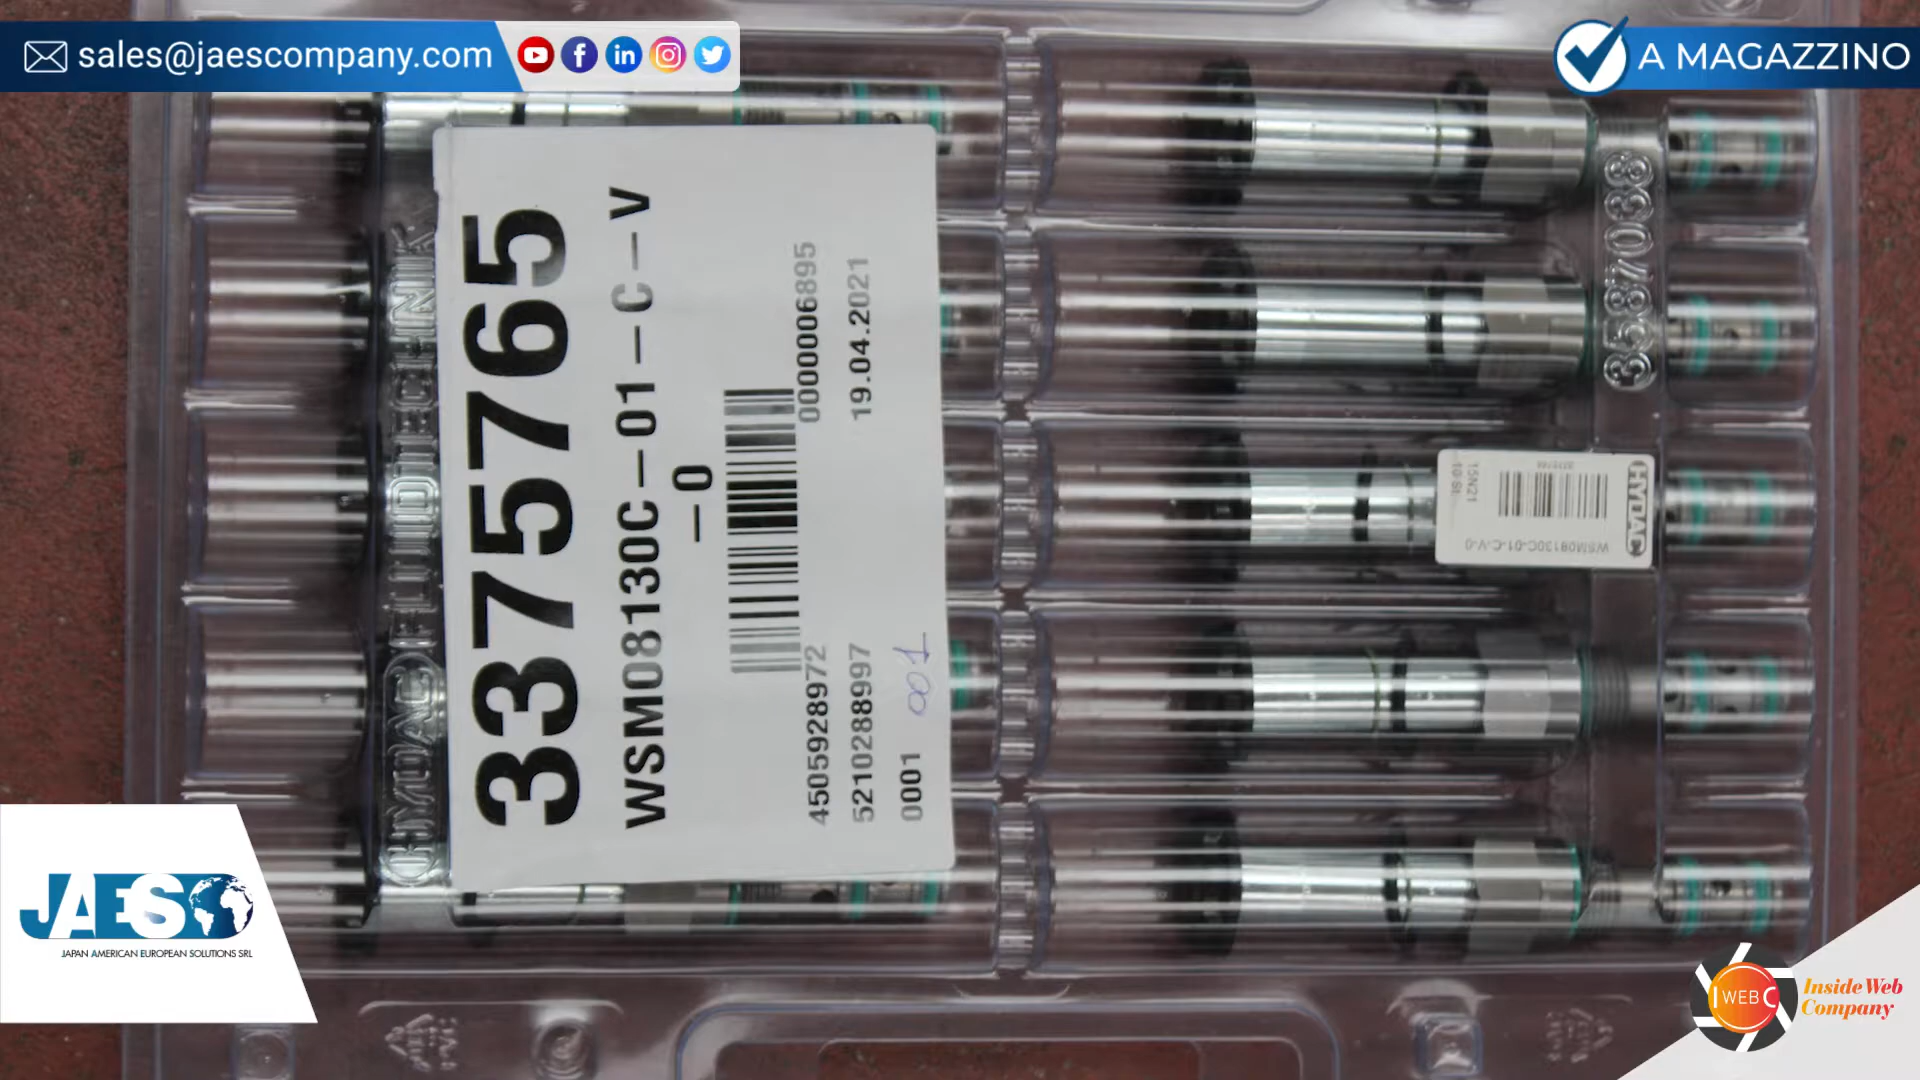 sales@jaescompany.com
A MAGAZZINO
3375765
WSM08130C-01-C-V
-0
4505928972
0000006895
5210288997
19.04.2021
0001
001
HYDAC FLUIDTECHNIK
3587038
HYDAC
WSM08130C-01-C-V-0
15N21
JAES
JAPAN AMERICAN EUROPEAN SOLUTIONS SRL
I WEB C
Inside Web
Company